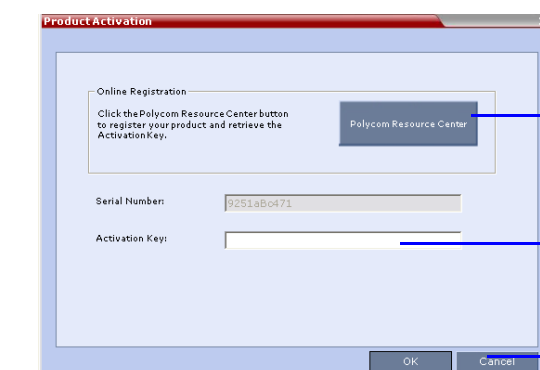 Product Activation
Online Registration
Click the Polycom Resource Center button
to register your product and retrieve the
Activation Key.
Polycom Resource Center
Serial Number:
9251aBc471
Activation Key:
OK
Cancel